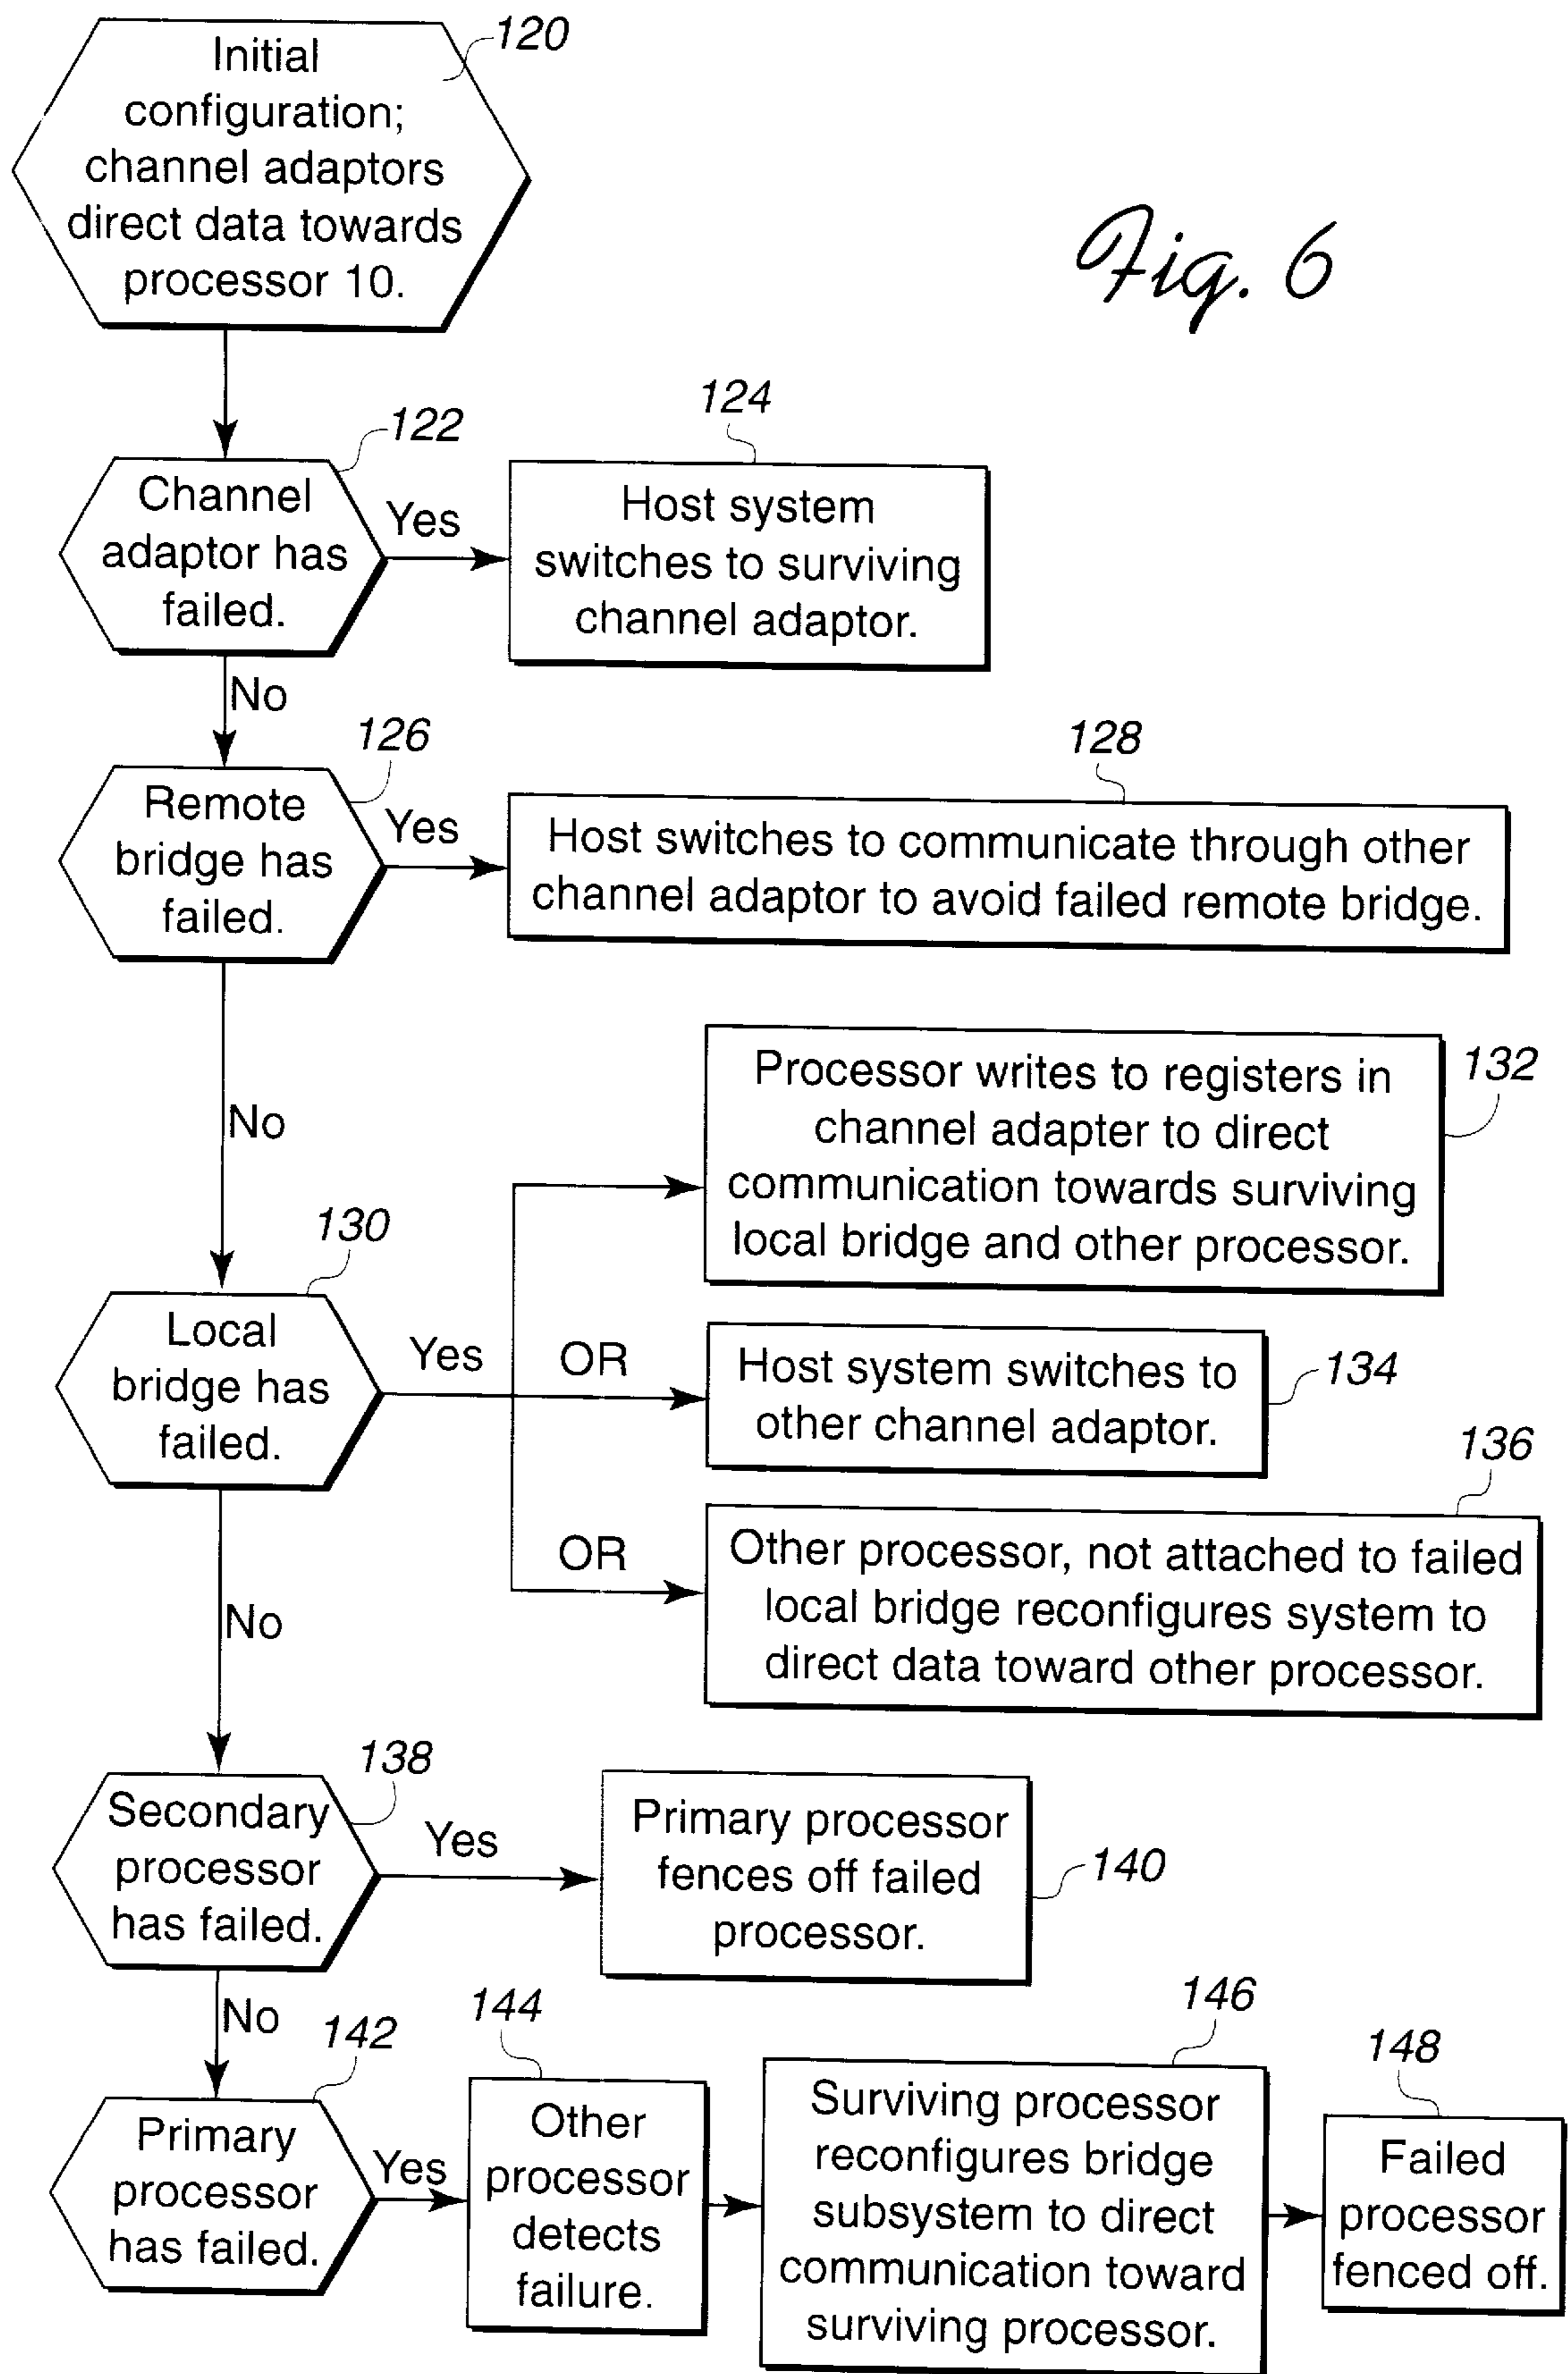 120
Initial
configuration;
channel adaptors
direct data towards
processor 10.
Fig. 6
122
Channel
adaptor has
failed.
Yes
124
Host system
switches to surviving
channel adaptor.
No
126
Remote
bridge has
failed.
Yes
128
Host switches to communicate through other
channel adaptor to avoid failed remote bridge.
No
130
Local
bridge has
failed.
Yes
132
Processor writes to registers in
channel adapter to direct
communication towards surviving
local bridge and other processor.
OR
Host system switches to
other channel adaptor.
134
OR
136
Other processor, not attached to failed
local bridge reconfigures system to
direct data toward other processor.
No
138
Secondary
processor
has failed.
Yes
Primary processor
fences off failed
processor.
140
No
142
Primary
processor
has failed.
Yes
144
Other
processor
detects
failure.
146
Surviving processor
reconfigures bridge
subsystem to direct
communication toward
surviving processor.
148
Failed
processor
fenced off.